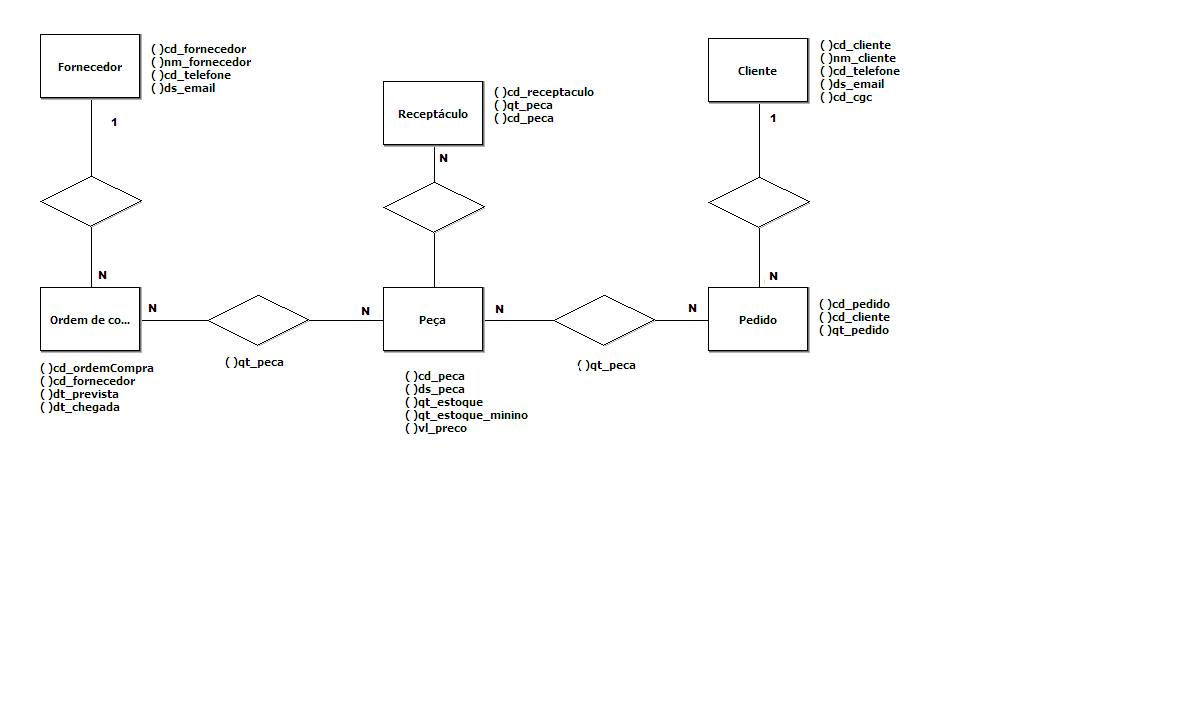 Fornecedor
( )cd_fornecedor
( )nm_fornecedor
( )cd_telefone
( )ds_email
1
N
Receptáculo
( )cd_receptaculo
( )qt_peca
( )cd_peca
N
Cliente
( )cd_cliente
( )nm_cliente
( )cd_telefone
( )ds_email
( )cd_cgc
1
N
Ordem de co...
N
( )qt_peca
N
Peça
N
( )qt_peca
N
Pedido
( )cd_pedido
( )cd_cliente
( )qt_pedido
( )cd_ordemCompra
( )cd_fornecedor
( )dt_prevista
( )dt_chegada
( )cd_peca
( )ds_peca
( )qt_estoque
( )qt_estoque_minino
( )vl_preco